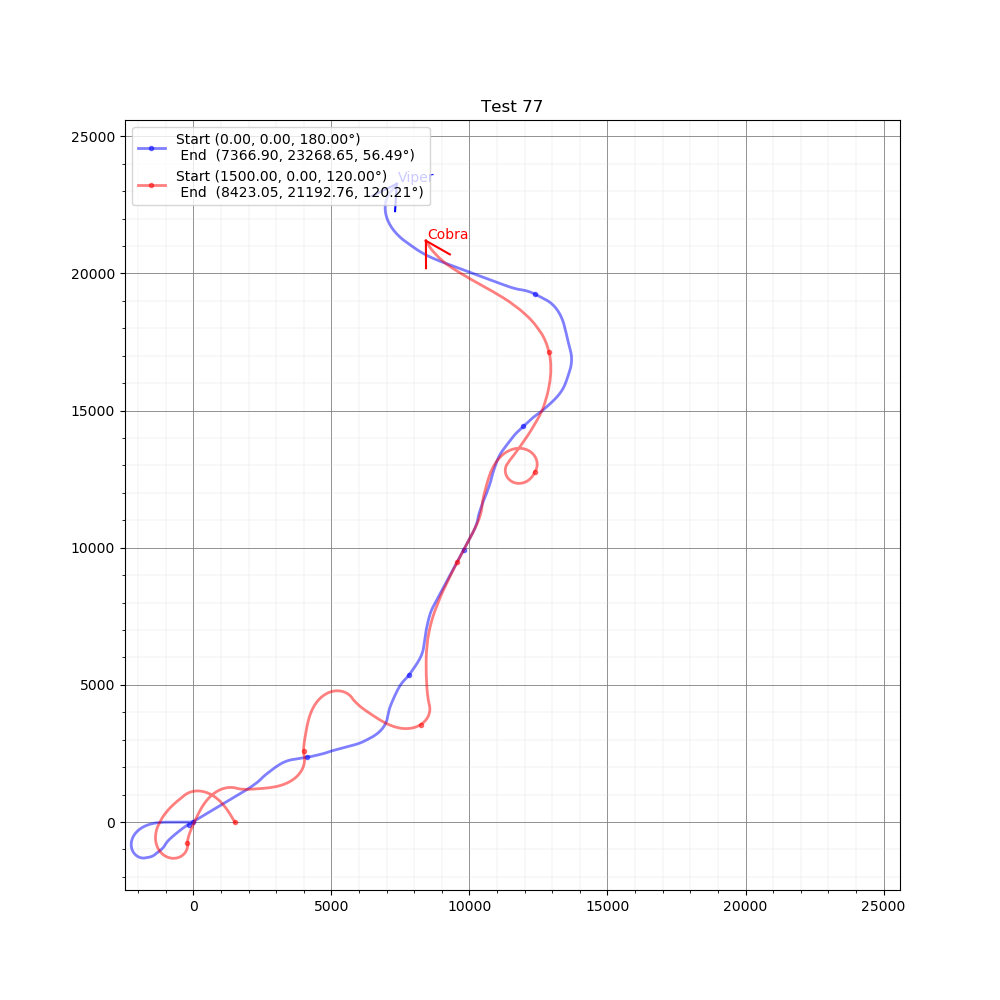 Test 77
Start (0.00, 0.00, 180.00°)
End (7366.90, 23268.65, 56.49°)
Start (1500.00, 0.00, 120.00°)
End (8423.05, 21192.76, 120.21°)
Viper
Cobra
25000
20000
15000
10000
5000
0
0 5000 10000 15000 20000 25000